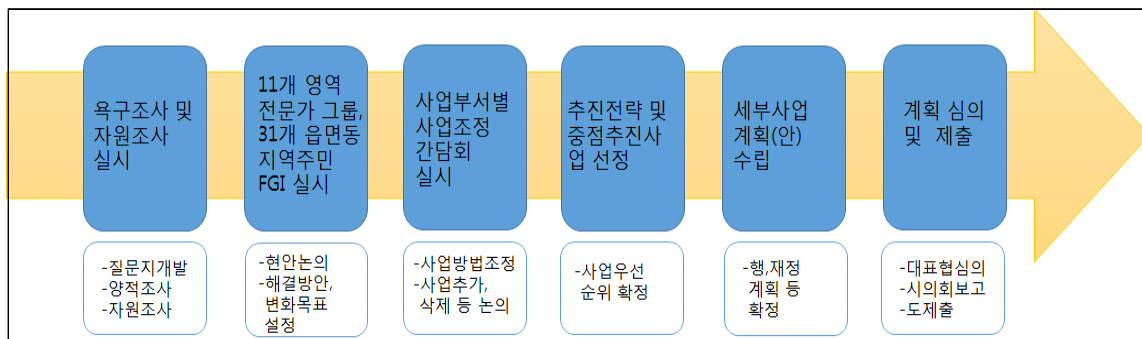 욕구조사 및
자원조사
실시
11개 영역
전문가 그룹,
31개 읍면동
지역주민
FGI 실시
사업부서별
사업조정
간담회
실시
추진전략 및
중점추진사
업 선정
세부사업
계획(안)
수립
계획 심의
및 제출
-질문지개발
-양적조사
-자원조사
-현안논의
-해결방안,
변화목표
설정
-사업방법조정
-사업추가,
삭제 등 논의
-사업우선
순위 확정
-행,재정
계획 등
확정
-대표협심의
-시의회보고
-도제출